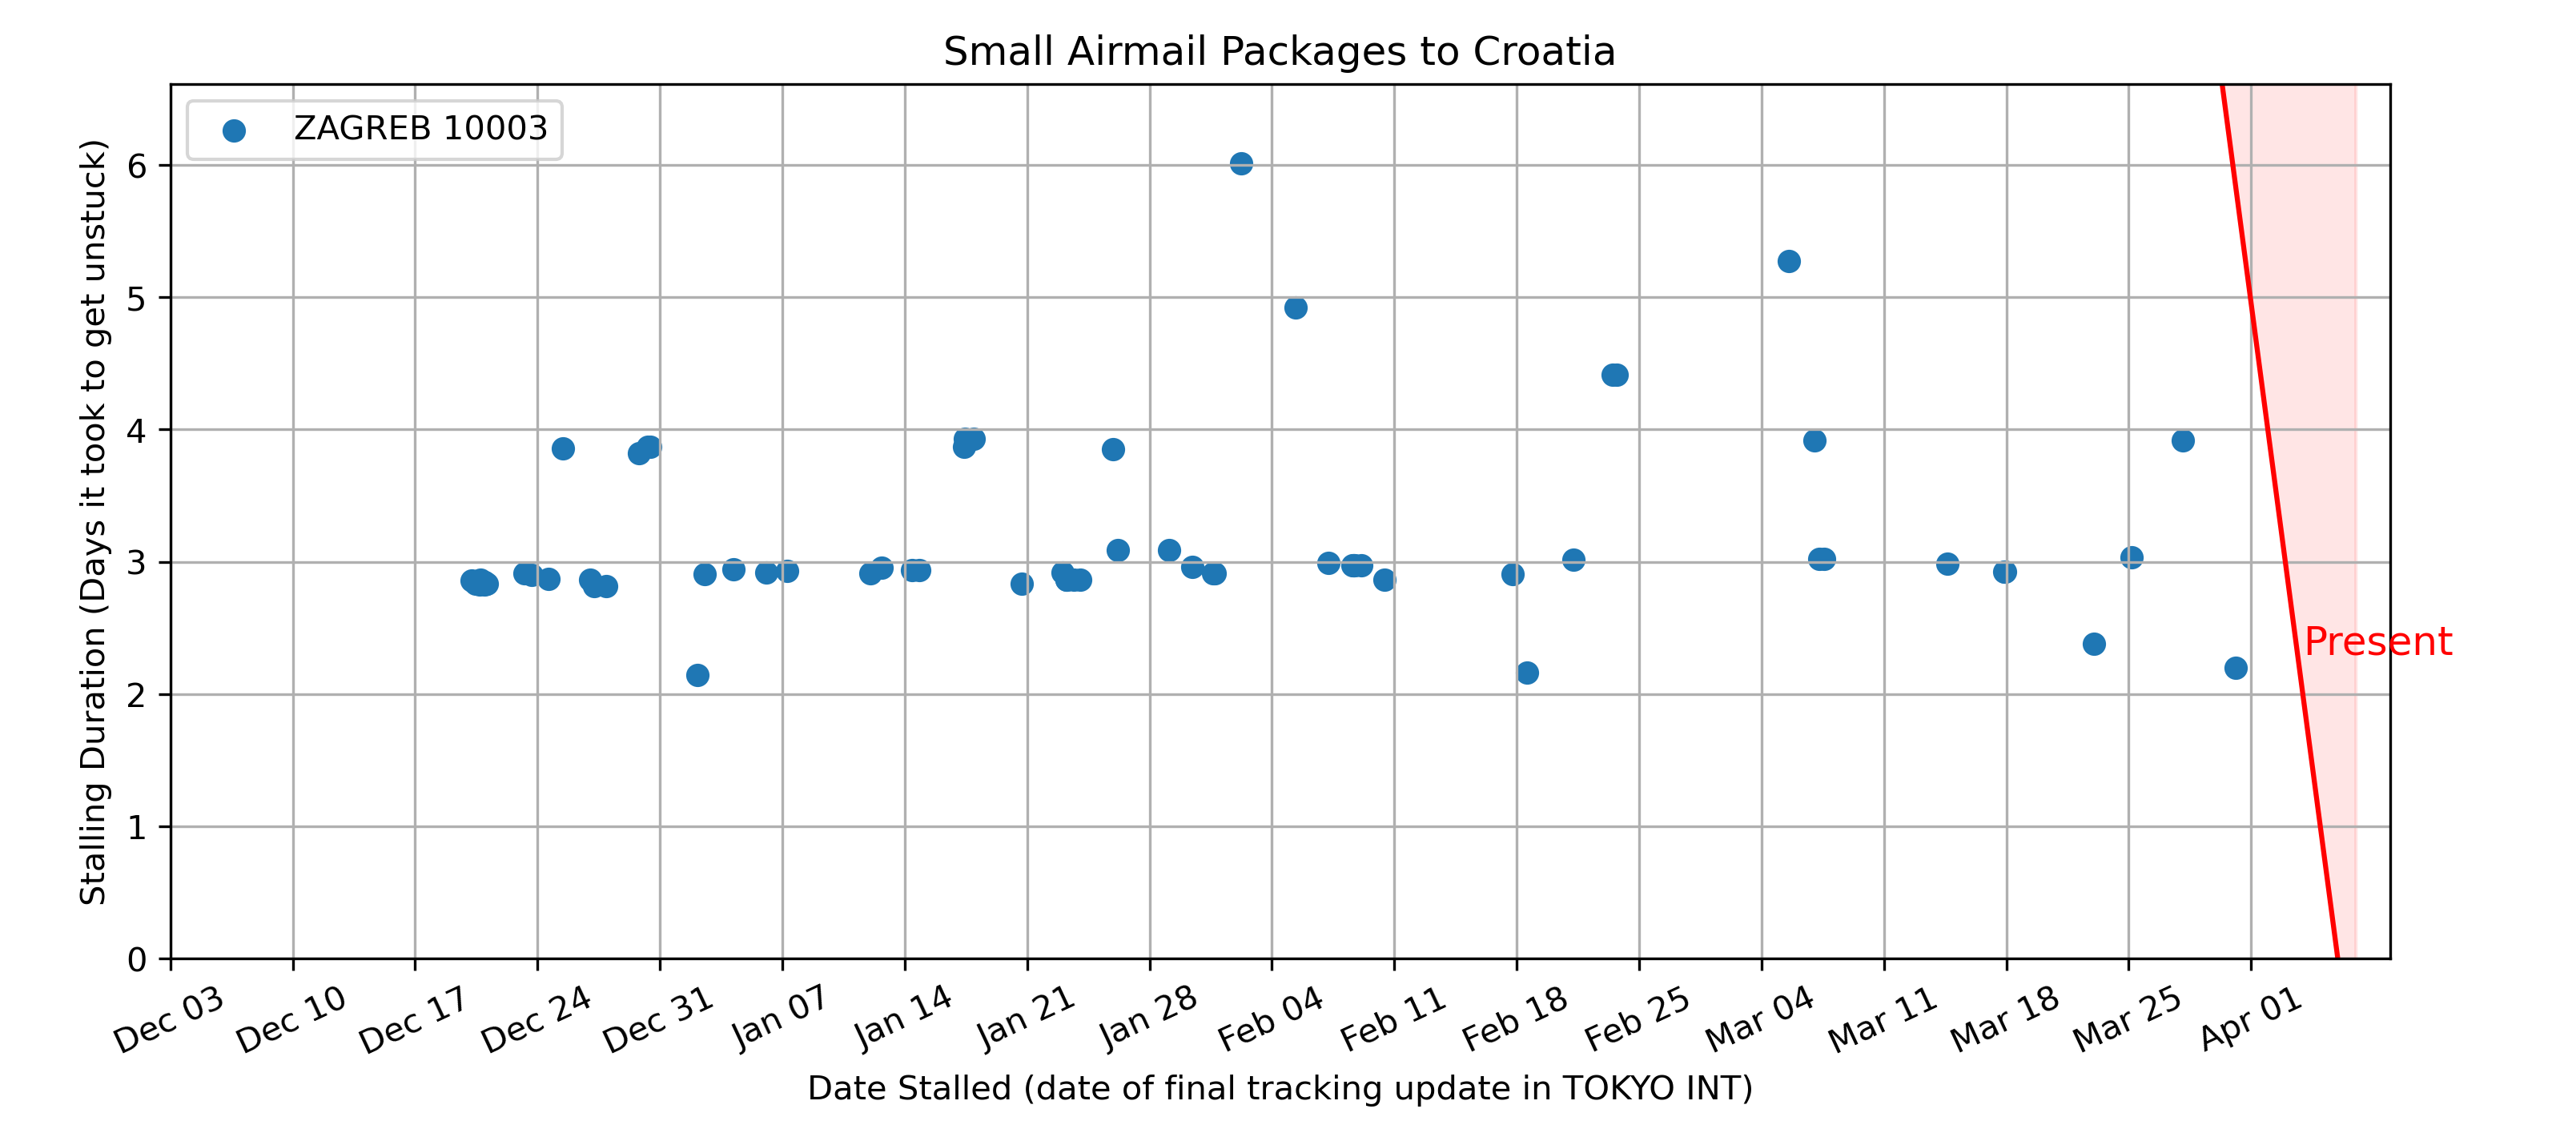 Small Airmail Packages to Croatia
ZAGREB 10003
Stalling Duration (Days it took to get unstuck)
6
5
4
3
2
1
0
Present
Dec 03
Dec 10
Dec 17
Dec 24
Dec 31
Jan 07
Jan 14
Jan 21
Jan 28
Feb 04
Feb 11
Feb 18
Feb 25
Mar 04
Mar 11
Mar 18
Mar 25
Apr 01
Date Stalled (date of final tracking update in TOKYO INT)